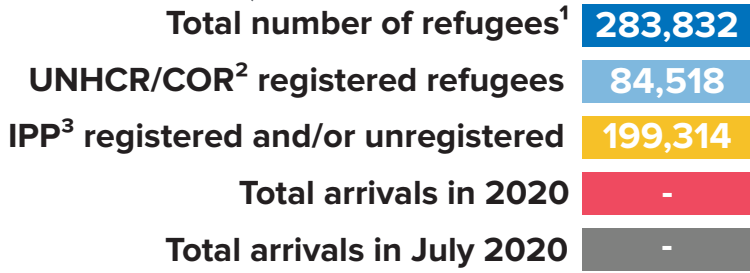 Total number of refugees¹ 283,832
UNHCR/COR² registered refugees 84,518
IPP³ registered and/or unregistered 199,314
Total arrivals in 2020 -
Total arrivals in July 2020 -